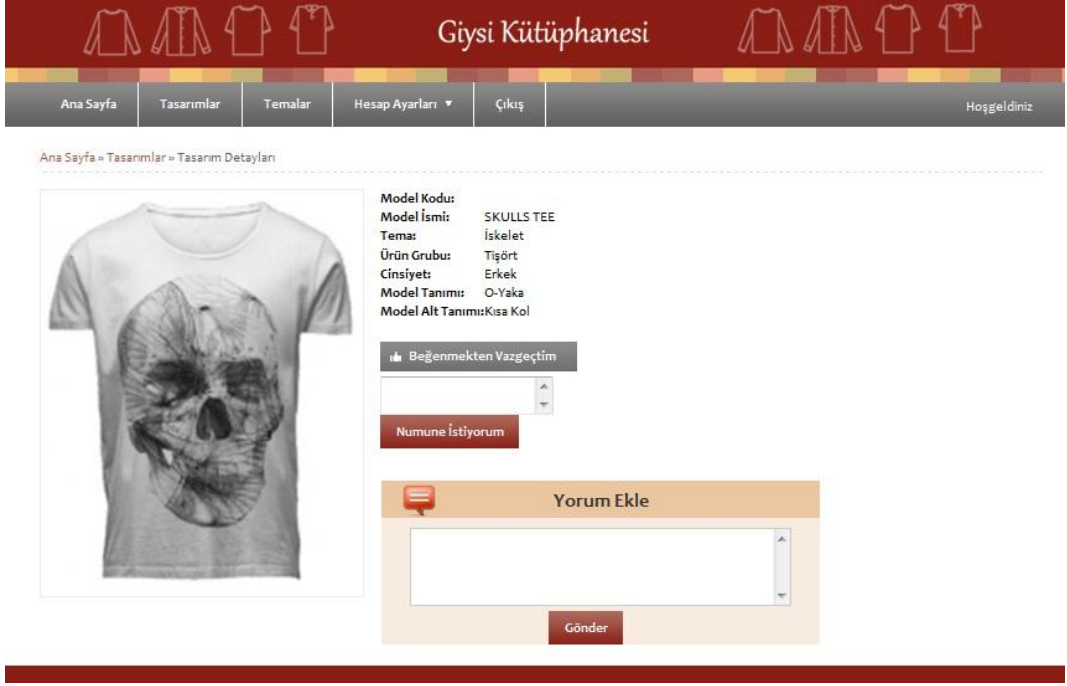 Giysi Kütüphanesi
Ana Sayfa Tasarımlar Temalar Hesap Ayarları ▼ Çıkış Hoşgeldiniz
Ana Sayfa » Tasarımlar » Tasarım Detayları
Model Kodu:
Model İsmi: SKULLS TEE
Tema: İskelet
Ürün Grubu: Tişört
Cinsiyet: Erkek
Model Tanımı: O-Yaka
Model Alt Tanımı:Kısa Kol
Beğenmekten Vazgeçtim
Numune İstiyorum
Yorum Ekle
Gönder